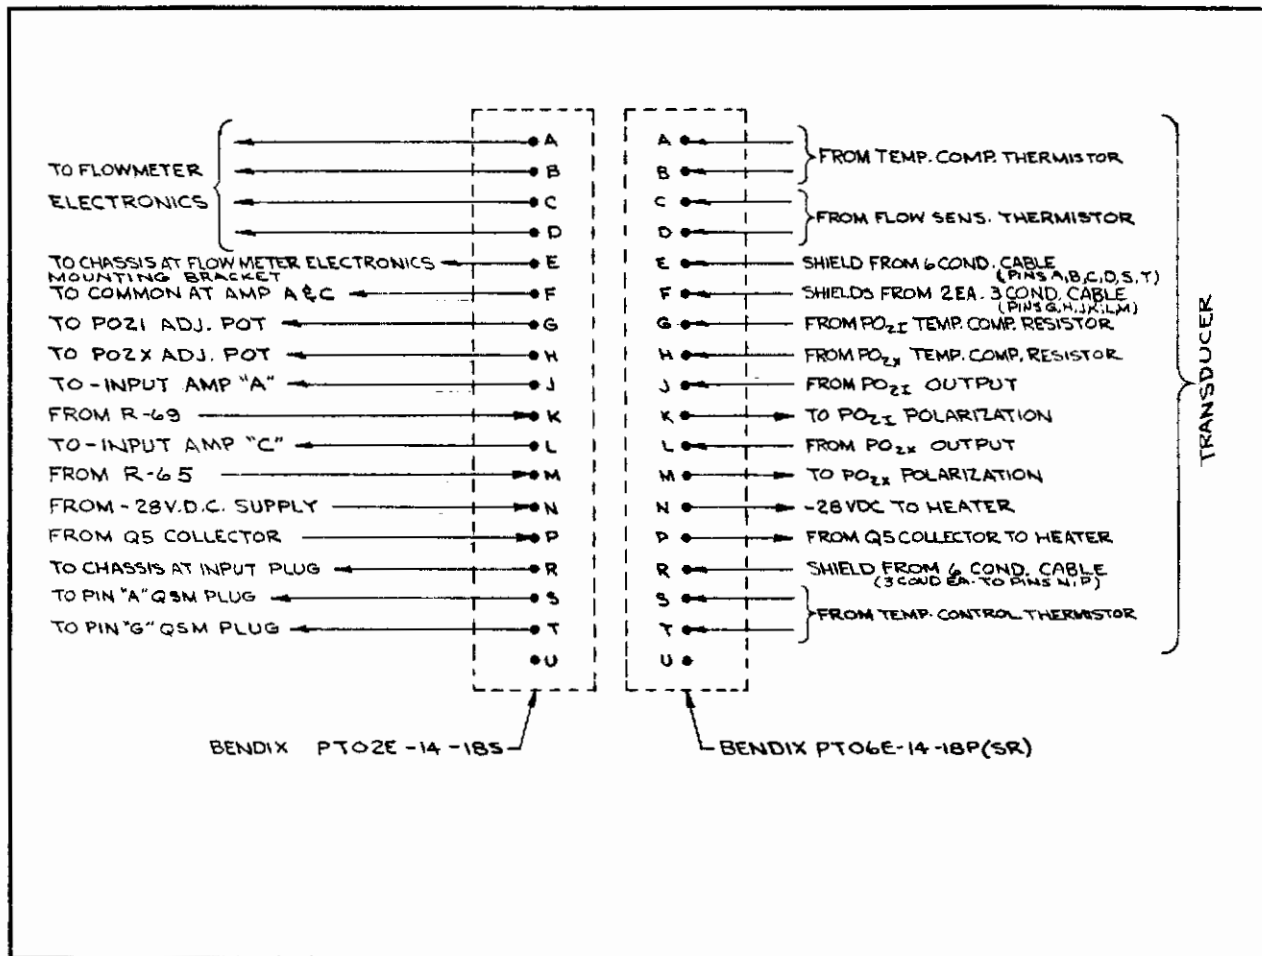 TO FLOWMETER
ELECTRONICS
TO CHASSIS AT FLOW METER ELECTRONICS
MOUNTING BRACKET
TO COMMON AT AMP A & C
TO PO2I ADJ. POT
TO PO2X ADJ. POT
TO - INPUT AMP "A"
FROM R-69
TO - INPUT AMP "C"
FROM R-65
FROM - 28V.D.C. SUPPLY
FROM Q5 COLLECTOR
TO CHASSIS AT INPUT PLUG
TO PIN "A" QSM PLUG
TO PIN "G" QSM PLUG
A
B
C
D
E
F
G
H
J
K
L
M
N
P
R
S
T
U
BENDIX PT02E-14-18S
A
B
C
D
E
F
G
H
J
K
L
M
N
P
R
S
T
U
BENDIX PT06E-14-18P(SR)
FROM TEMP. COMP. THERMISTOR
FROM FLOW SENS. THERMISTOR
SHIELD FROM 6 COND. CABLE
(PINS A,B,C,D,S,T)
SHIELDS FROM 2EA. 3 COND. CABLE
(PINS G,H,J,K,L,M)
FROM PO2I TEMP. COMP. RESISTOR
FROM PO2X TEMP. COMP. RESISTOR
FROM PO2I OUTPUT
TO PO2I POLARIZATION
FROM PO2X OUTPUT
TO PO2X POLARIZATION
-28VDC TO HEATER
FROM Q5 COLLECTOR TO HEATER
SHIELD FROM 6 COND. CABLE
(3 COND EA. TO PINS N,P)
FROM TEMP. CONTROL THERMISTOR
TRANSDUCER